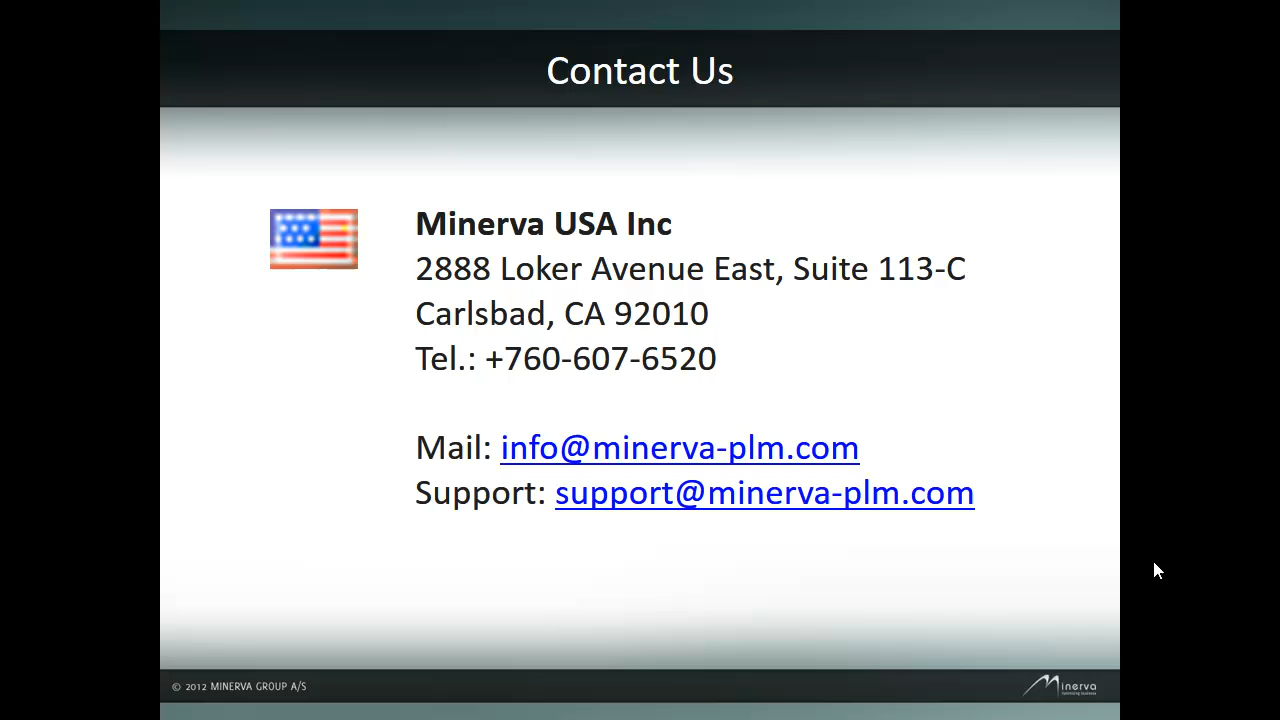 Contact Us
Minerva USA Inc
2888 Loker Avenue East, Suite 113-C
Carlsbad, CA 92010
Tel.: +760-607-6520
Mail: info@minerva-plm.com
Support: support@minerva-plm.com
© 2012 MINERVA GROUP A/S
Minerva